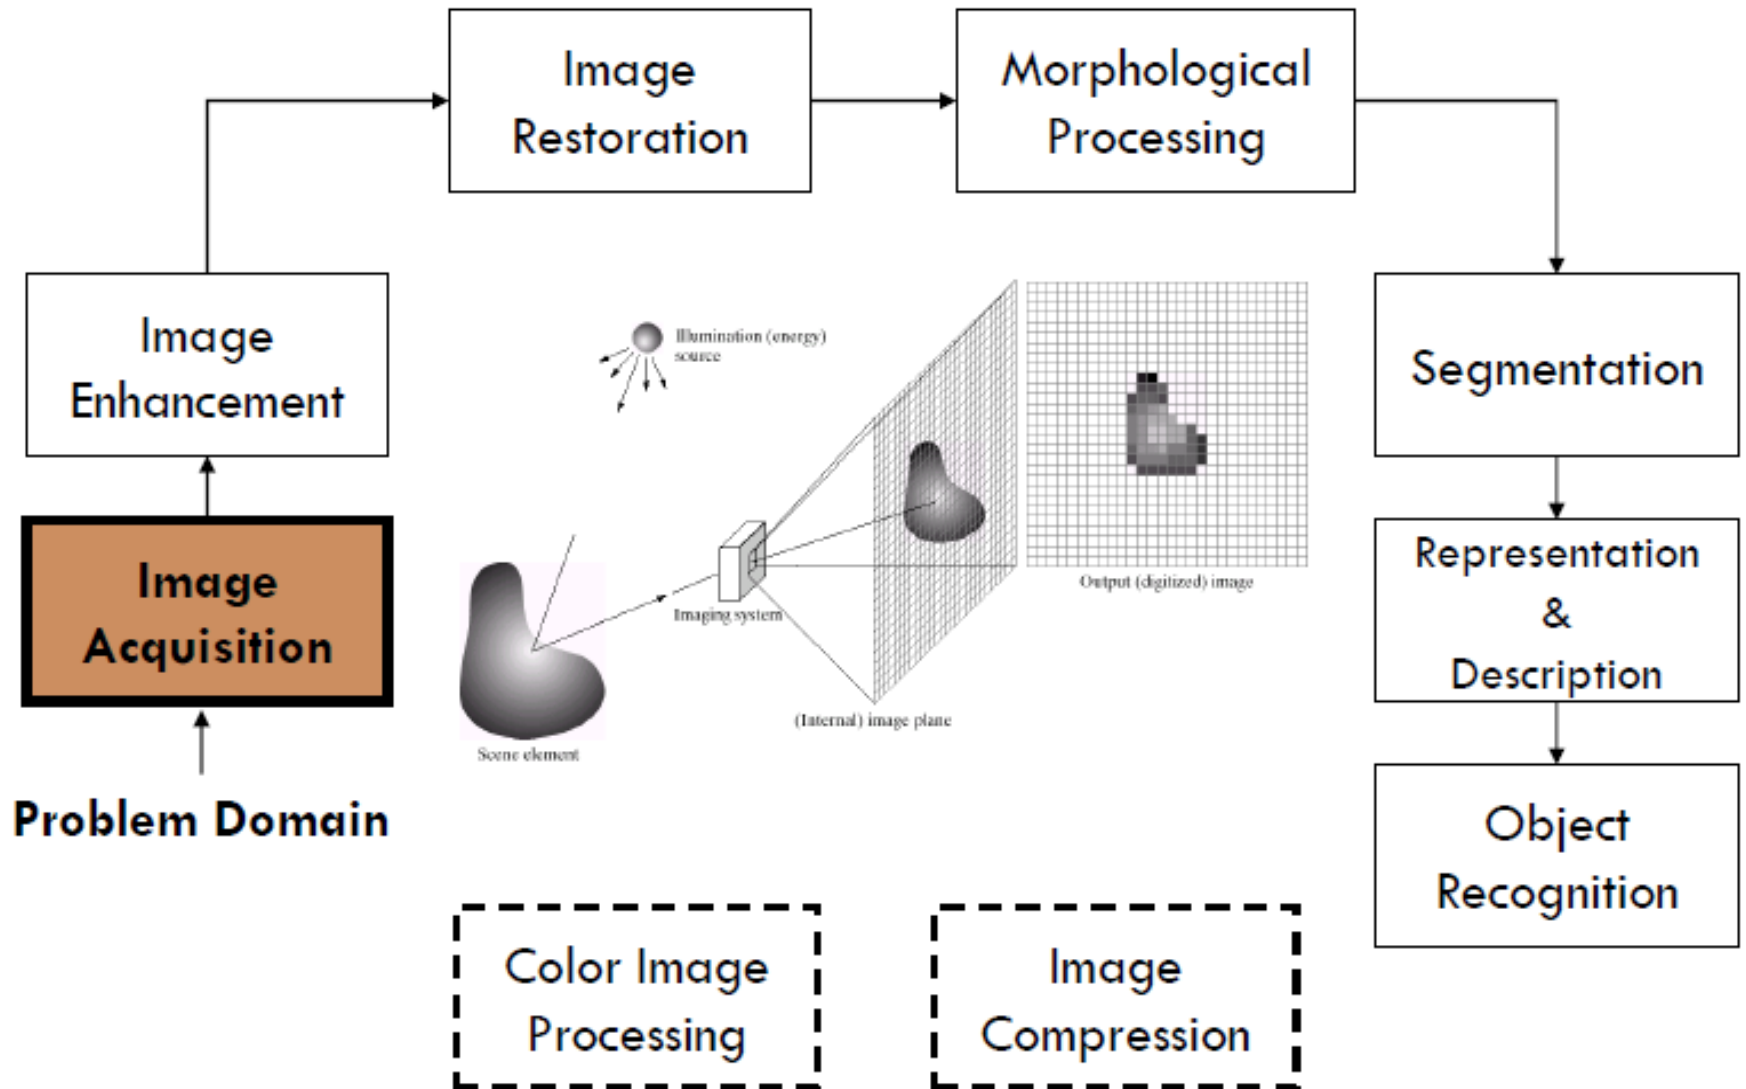 Image
Restoration
Morphological
Processing
Image
Enhancement
Illumination (energy)
source
Segmentation
Image
Acquisition
Imaging system
Output (digitized) image
Representation
&
Description
(Internal) image plane
Scene element
Problem Domain
Object
Recognition
Color Image
Processing
Image
Compression